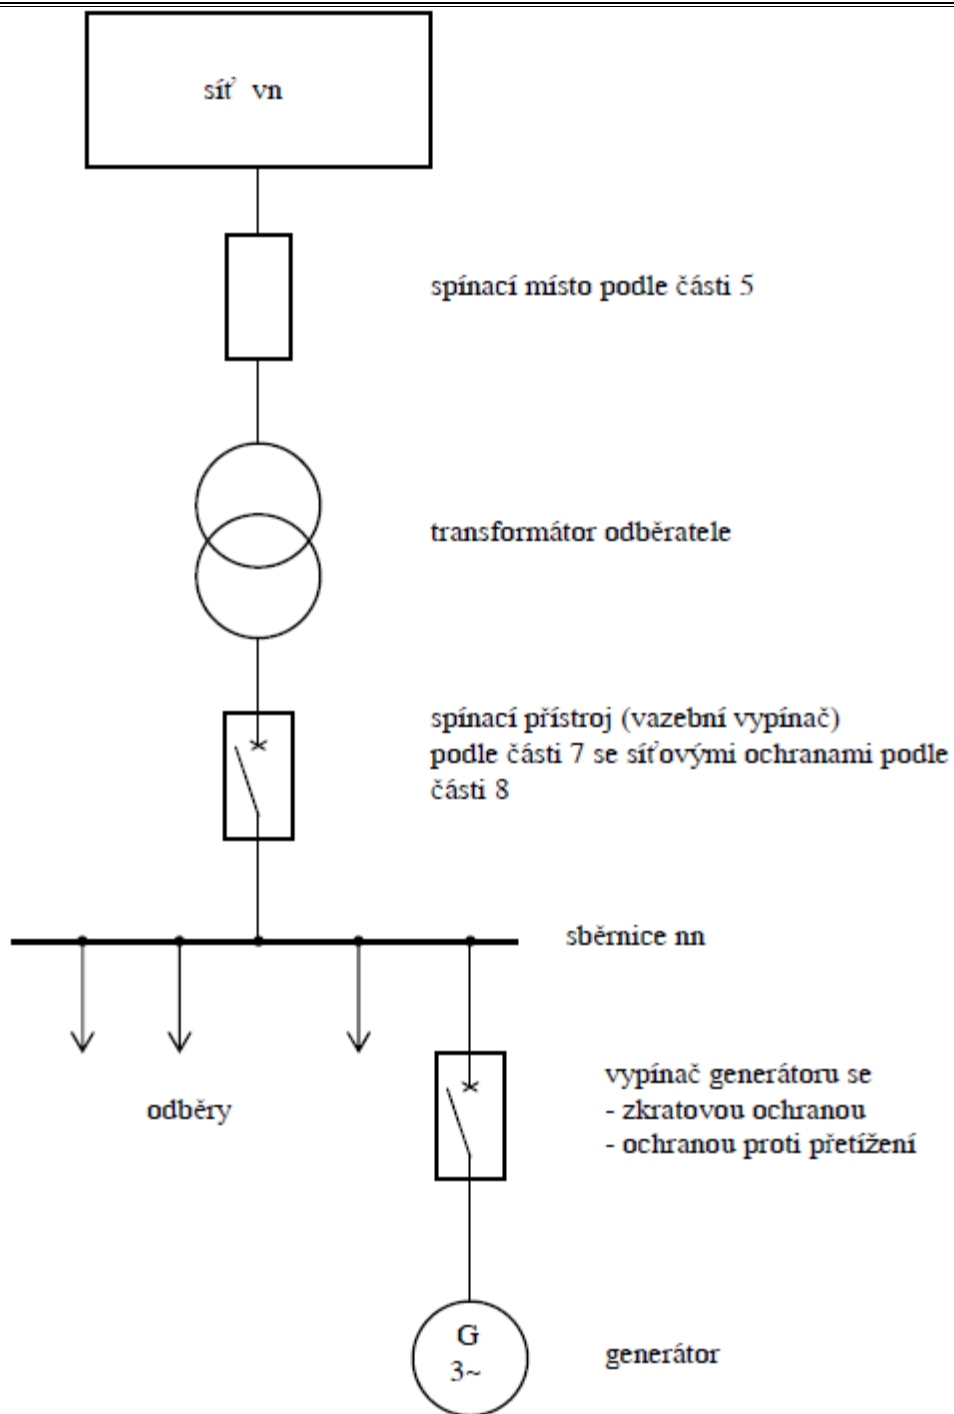 síť vn
spínací místo podle části 5
transformátor odběratele
spínací přístroj (vazební vypínač)
podle části 7 se síťovými ochranami podle
části 8
sběrnice nn
odběry
vypínač generátoru se
- zkratovou ochranou
- ochranou proti přetížení
G
3~
generátor